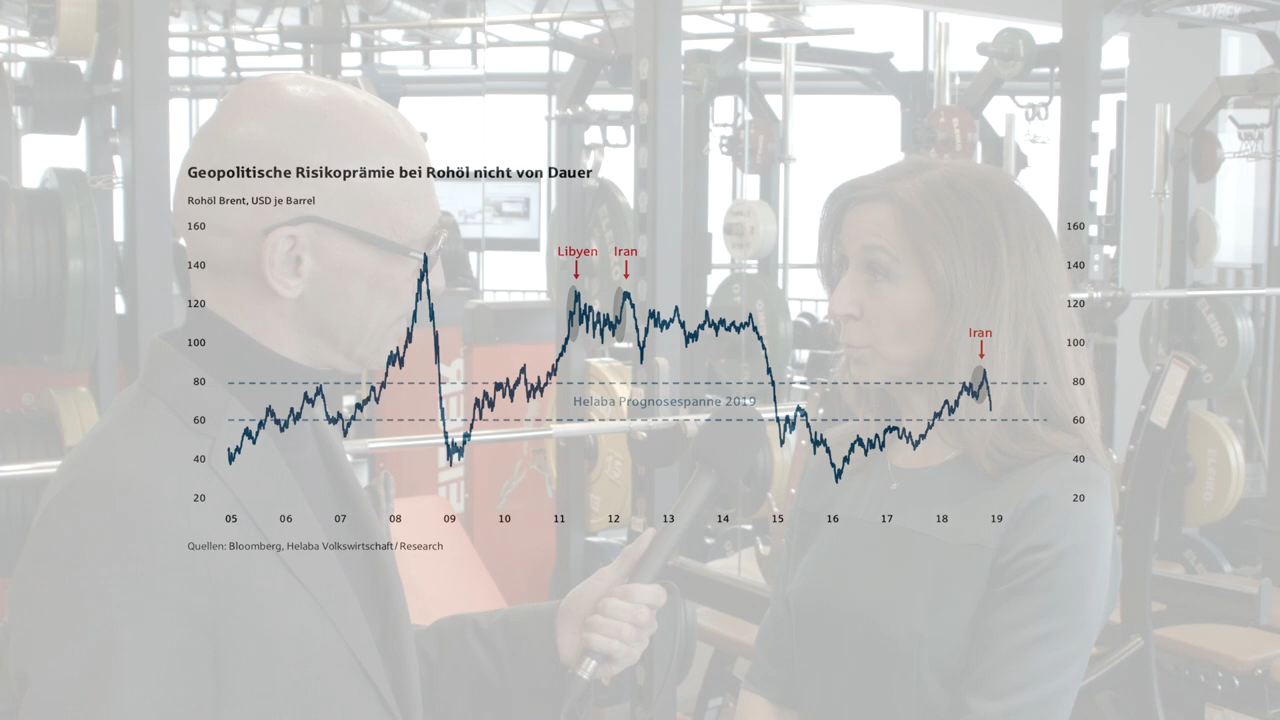 Geopolitische Risikoprämie bei Rohöl nicht von Dauer
Rohöl Brent, USD je Barrel
160 160
Libyen Iran
140 140
120 120
Iran
100 100
80 80
Helaba Prognosespanne 2019
60 60
40 40
20 20
05 06 07 08 09 10 11 12 13 14 15 16 17 18 19
Quellen: Bloomberg, Helaba Volkswirtschaft/Research